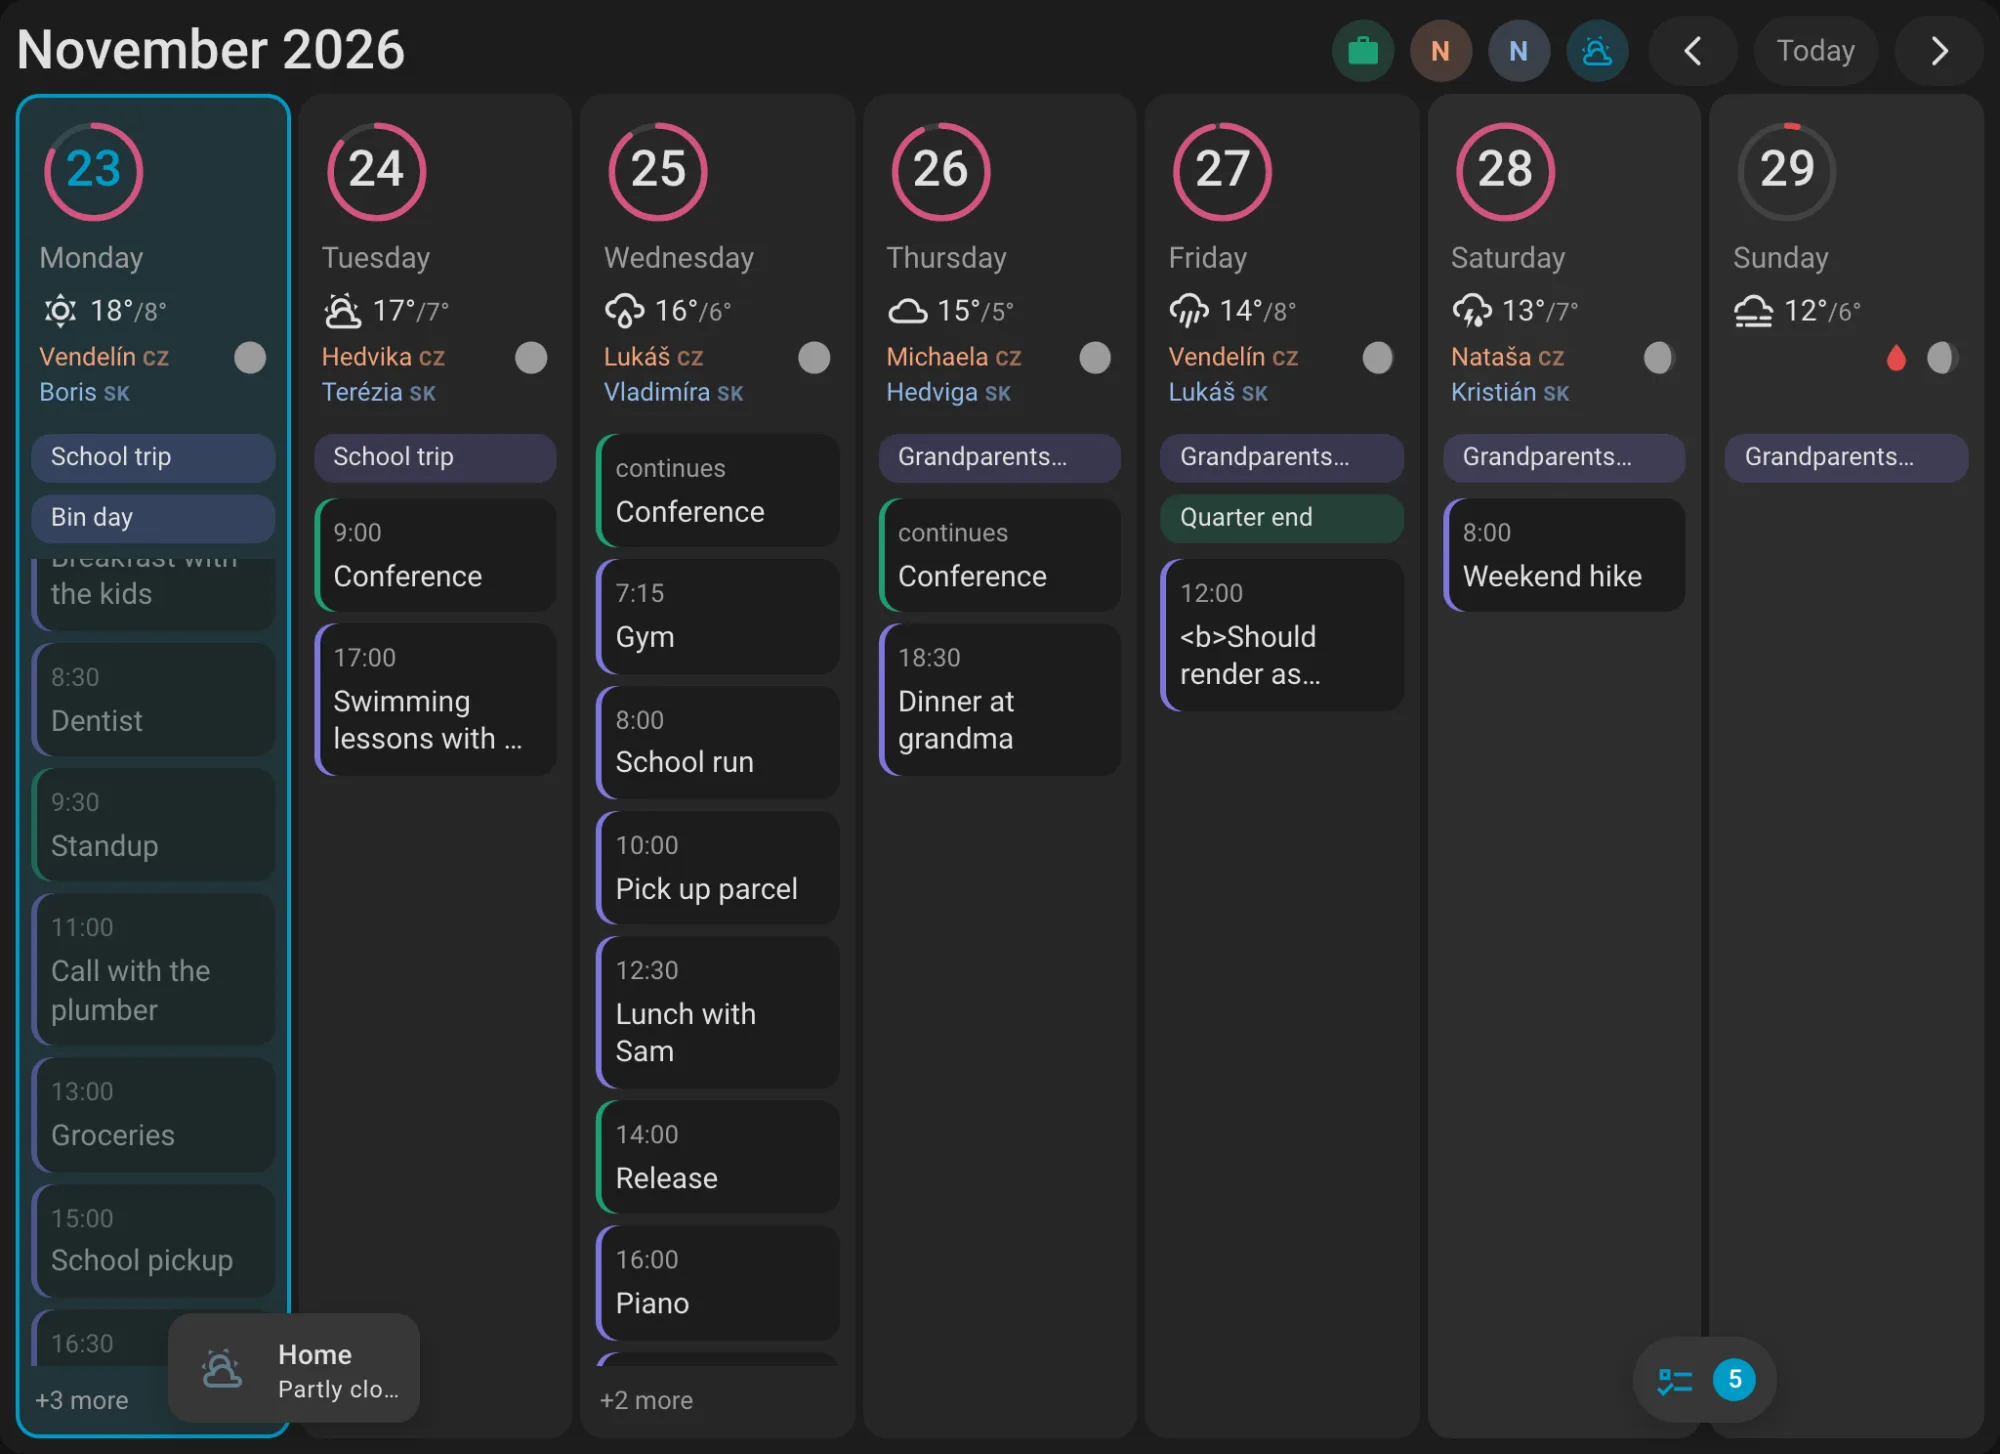 November 2026
N
N
Today
23
Monday
18°/8°
Vendelín CZ
Boris SK
School trip
Bin day
Breakfast with
the kids
8:30
Dentist
9:30
Standup
11:00
Call with the
plumber
13:00
Groceries
15:00
School pickup
16:30
+3 more
24
Tuesday
17°/7°
Hedvika CZ
Terézia SK
School trip
9:00
Conference
17:00
Swimming
lessons with ...
25
Wednesday
16°/6°
Lukáš CZ
Vladimíra SK
continues
Conference
7:15
Gym
8:00
School run
10:00
Pick up parcel
12:30
Lunch with
Sam
14:00
Release
16:00
Piano
+2 more
26
Thursday
15°/5°
Michaela CZ
Hedviga SK
Grandparents...
continues
Conference
18:30
Dinner at
grandma
27
Friday
14°/8°
Vendelín CZ
Lukáš SK
Grandparents...
Quarter end
12:00
<b>Should
render as...
28
Saturday
13°/7°
Nataša CZ
Kristián SK
Grandparents...
8:00
Weekend hike
29
Sunday
12°/6°
Grandparents...
Home
Partly clo...
5